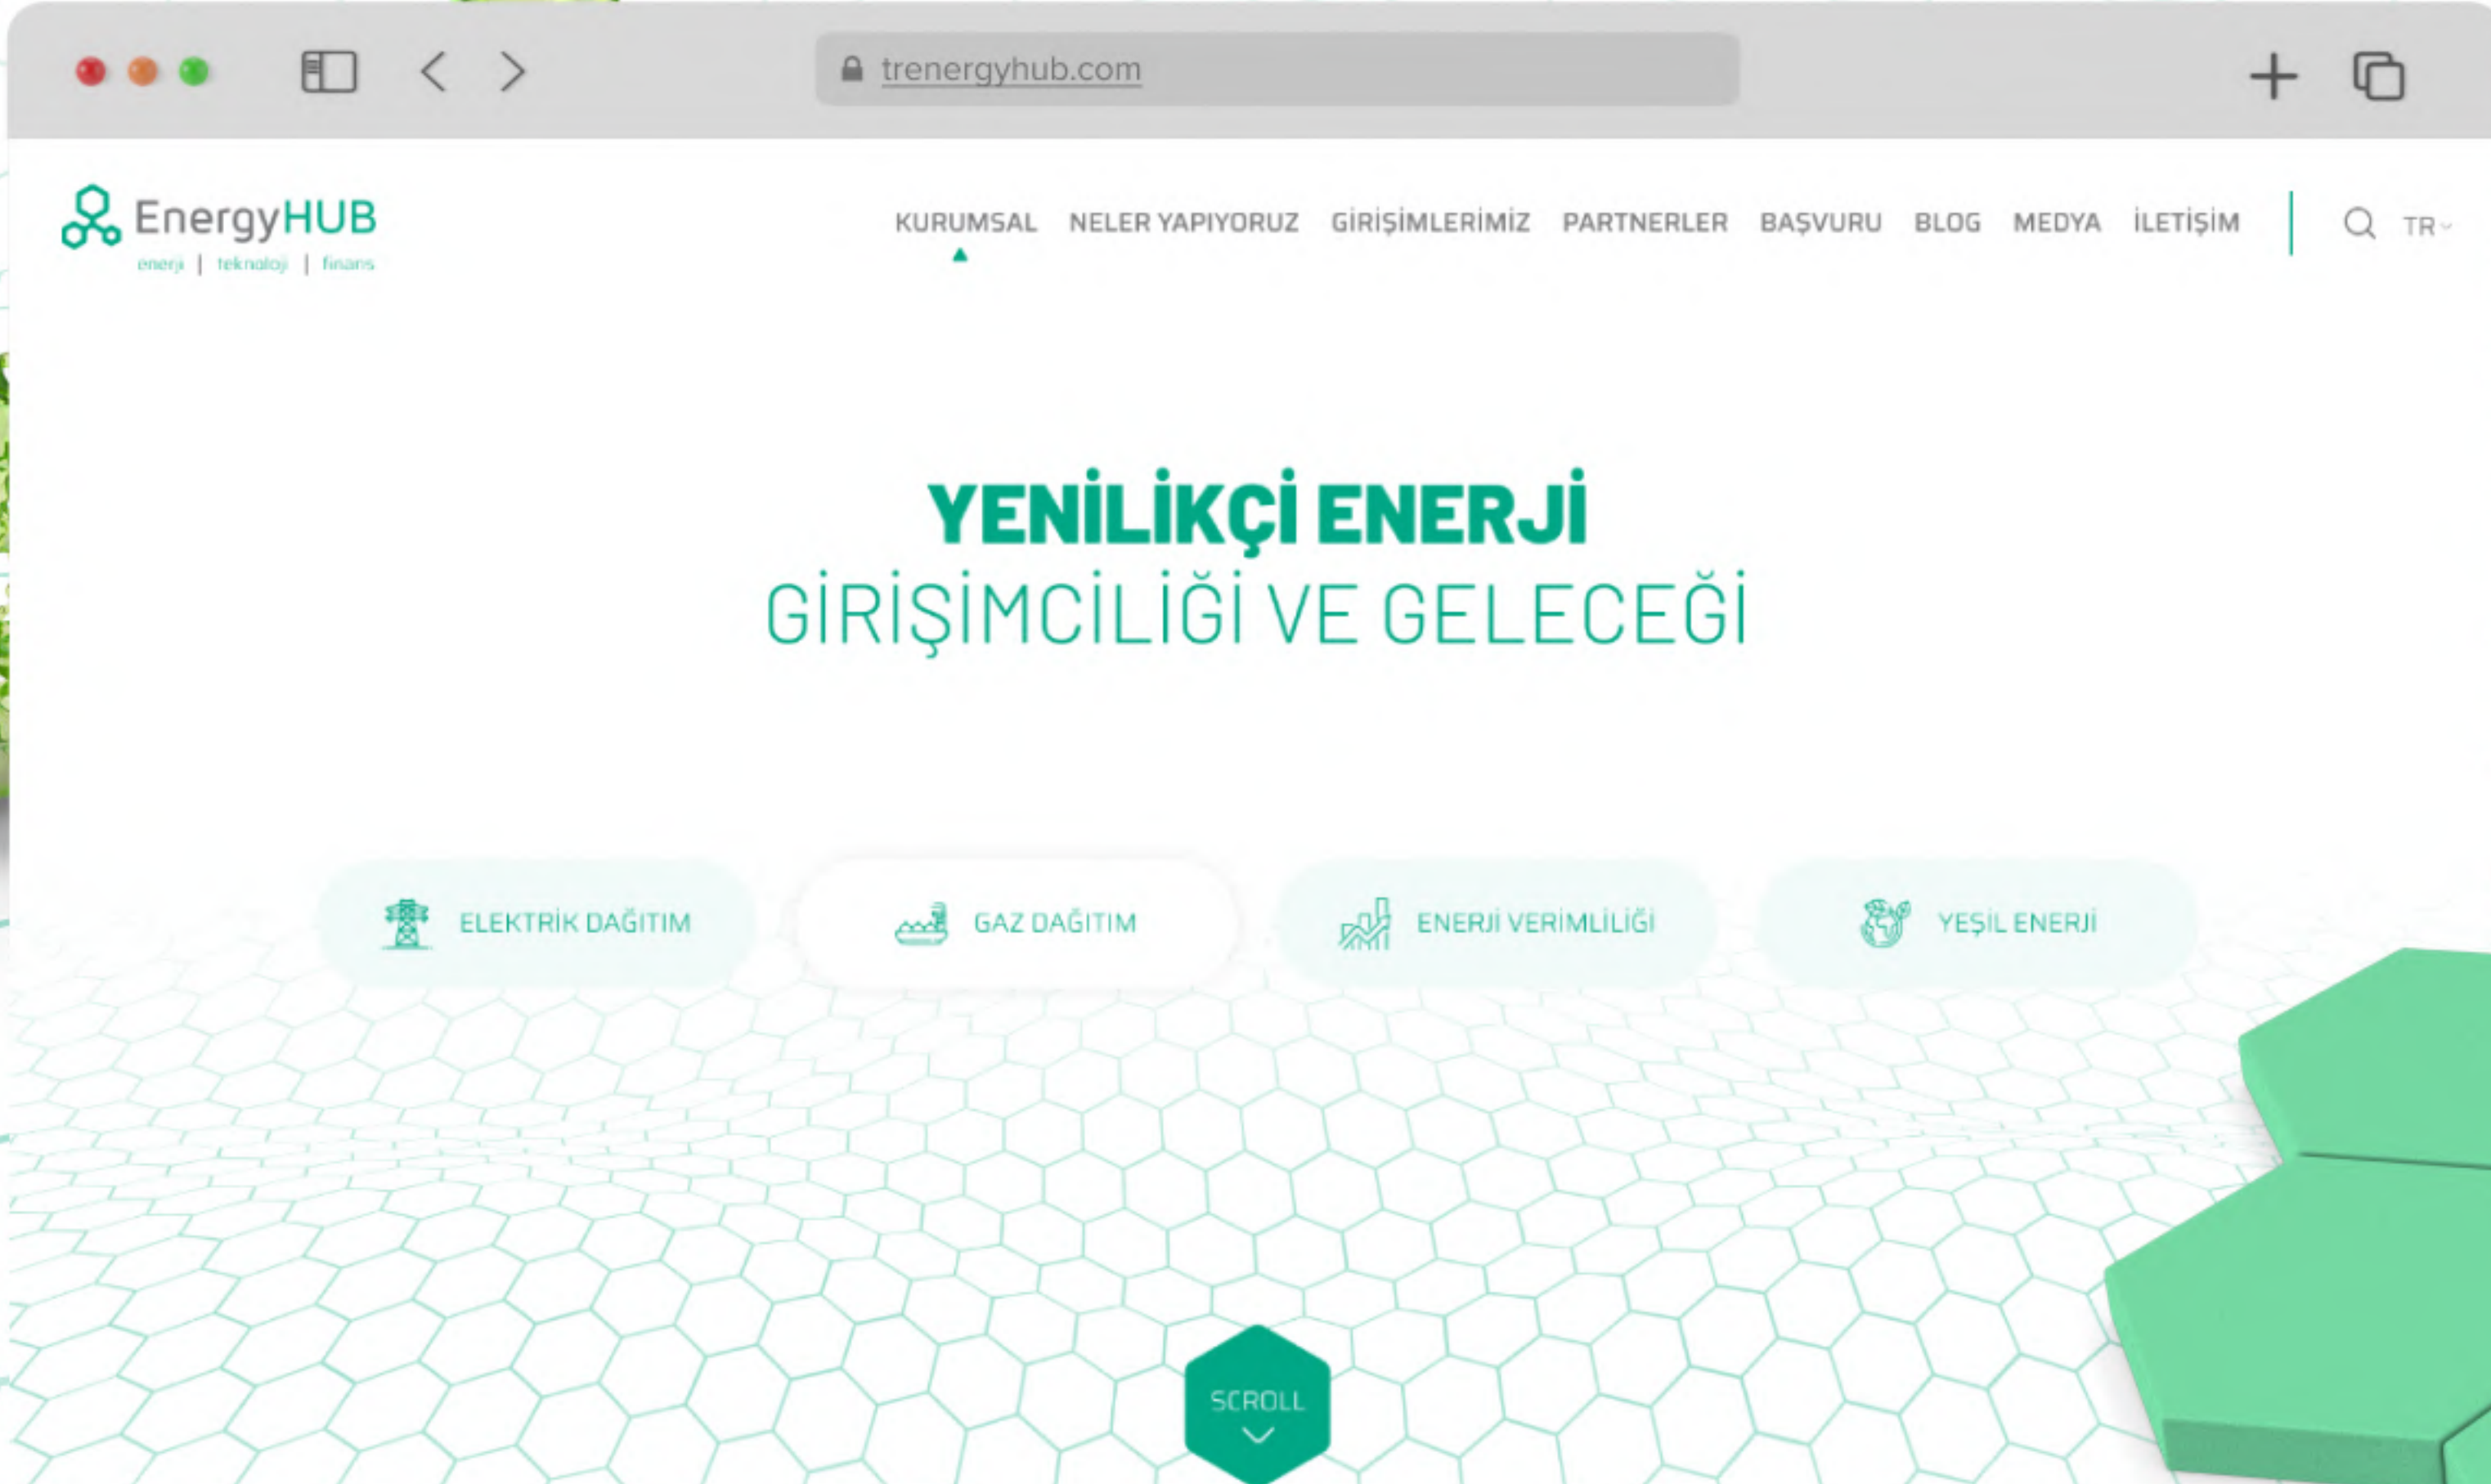 trenergyhub.com
EnergyHUB
enerji | teknoloji | finans
KURUMSAL NELER YAPIYORUZ GİRİŞİMLERİMİZ PARTNERLER BAŞVURU BLOG MEDYA İLETİŞİM TR
YENİLİKÇİ ENERJİ
GİRİŞİMCİLİĞİ VE GELECEĞİ
ELEKTRİK DAĞITIM GAZ DAĞITIM ENERJİ VERİMLİLİĞİ YEŞİL ENERJİ
SCROLL